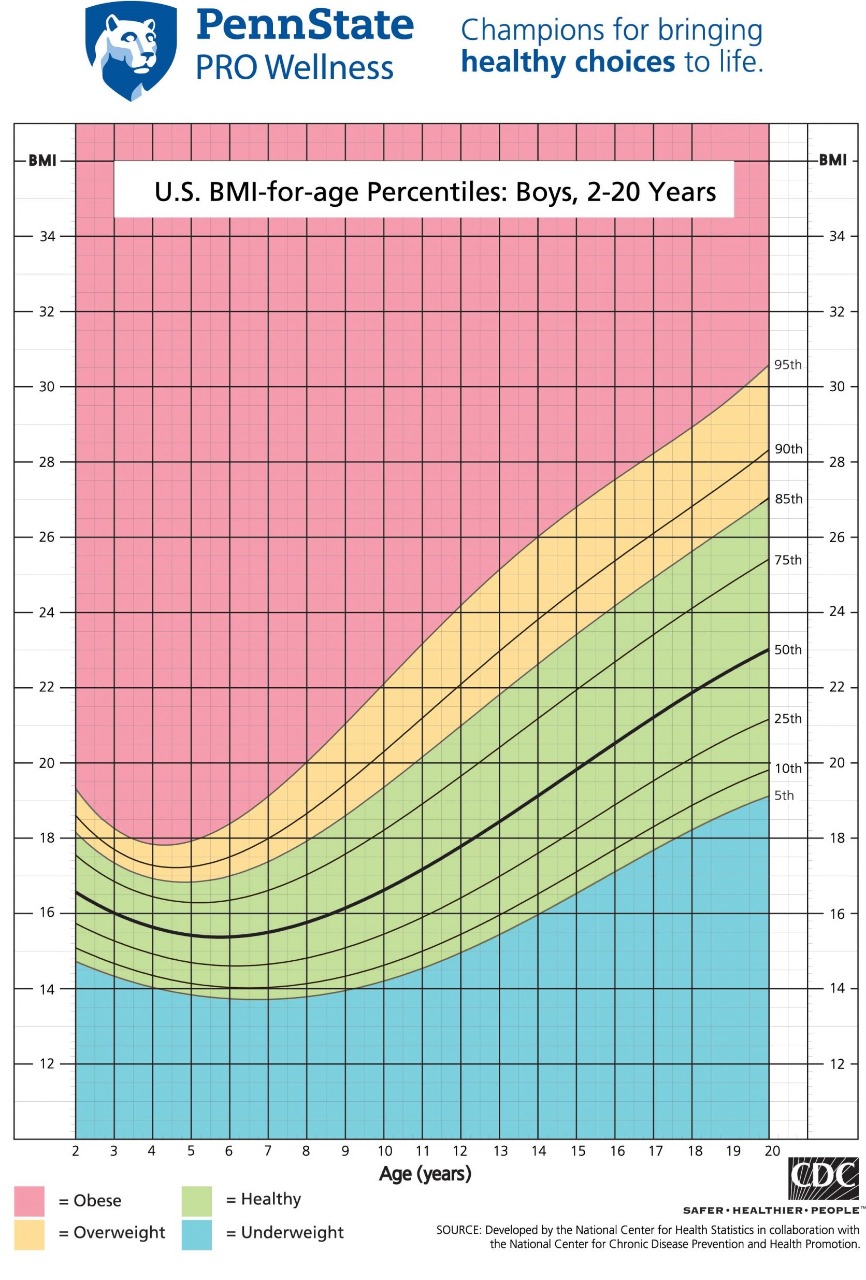 PennState
PRO Wellness
Champions for bringing
healthy choices to life.
BMI
BMI
U.S. BMI-for-age Percentiles: Boys, 2-20 Years
34
34
32
32
95th
30
30
90th
28
28
85th
26
26
75th
24
24
50th
22
22
25th
20
20
10th
5th
18
18
16
16
14
14
12
12
2 3 4 5 6 7 8 9 10 11 12 13 14 15 16 17 18 19 20
Age (years)
= Obese
= Healthy
= Overweight
= Underweight
CDC
SAFER • HEALTHIER • PEOPLE™
SOURCE: Developed by the National Center for Health Statistics in collaboration with
the National Center for Chronic Disease Prevention and Health Promotion.